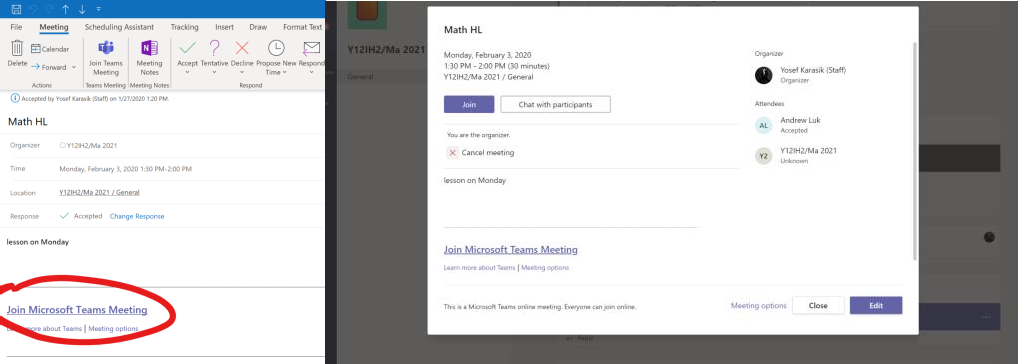 File Meeting Scheduling Assistant Tracking Insert Draw Format Text
Delete
Calendar
Forward
Join Teams Meeting
Meeting Notes
Accept
Tentative
Decline
Propose New Time
Respond
Actions
Teams Meeting
Meeting Notes
Respond
Accepted by Yosef Karasik (Staff) on 1/27/2020 1:20 PM.
Math HL
Organizer Y12IH2/Ma 2021
Time Monday, February 3, 2020 1:30 PM-2:00 PM
Location Y12IH2/Ma 2021 / General
Response Accepted Change Response
lesson on Monday
Join Microsoft Teams Meeting
Learn more about Teams | Meeting options
Y12IH2/Ma 2021
General
Math HL
Monday, February 3, 2020
1:30 PM - 2:00 PM (30 minutes)
Y12IH2/Ma 2021 / General
Join
Chat with participants
You are the organizer.
Cancel meeting
lesson on Monday
Join Microsoft Teams Meeting
Learn more about Teams | Meeting options
This is a Microsoft Teams online meeting. Everyone can join online.
Organizer
Yosef Karasik (Staff)
Organizer
Attendees
AL
Andrew Luk
Accepted
Y2
Y12IH2/Ma 2021
Unknown
Meeting options
Close
Edit
Reply